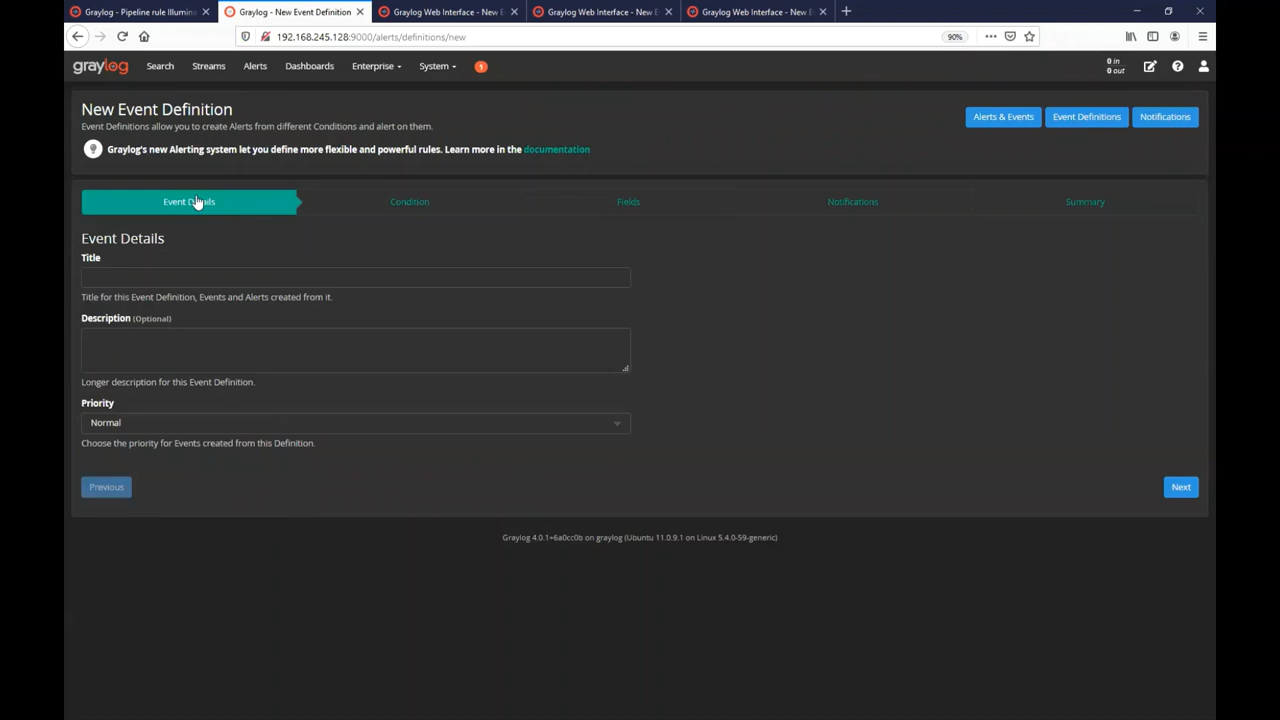 Graylog - Pipeline rule Illumina
Graylog - New Event Definition
Graylog Web Interface - New E
Graylog Web Interface - New E
Graylog Web Interface - New E
192.168.245.128:9000/alerts/definitions/new
90%
graylog
Search
Streams
Alerts
Dashboards
Enterprise
System
1
0 in
0 out
New Event Definition
Event Definitions allow you to create Alerts from different Conditions and alert on them.
Alerts & Events
Event Definitions
Notifications
Graylog's new Alerting system let you define more flexible and powerful rules. Learn more in the documentation
Event Details
Condition
Fields
Notifications
Summary
Event Details
Title
Title for this Event Definition, Events and Alerts created from it.
Description (Optional)
Longer description for this Event Definition.
Priority
Normal
Choose the priority for Events created from this Definition.
Previous
Next
Graylog 4.0.1+6a0cc0b on graylog (Ubuntu 11.0.9.1 on Linux 5.4.0-59-generic)